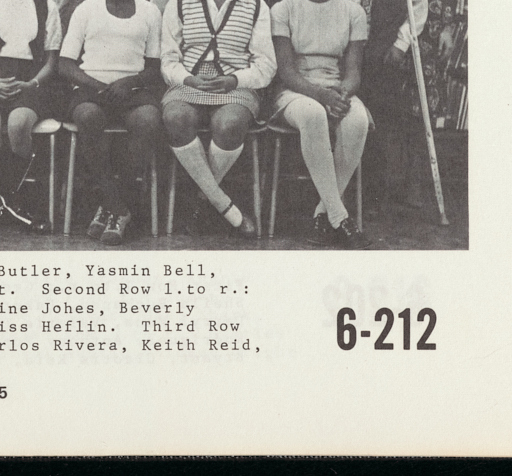 Butler, Yasmin Bell,
t. Second Row l.to r.:
ine Johes, Beverly
iss Heflin. Third Row
rlos Rivera, Keith Reid,
6-212
5